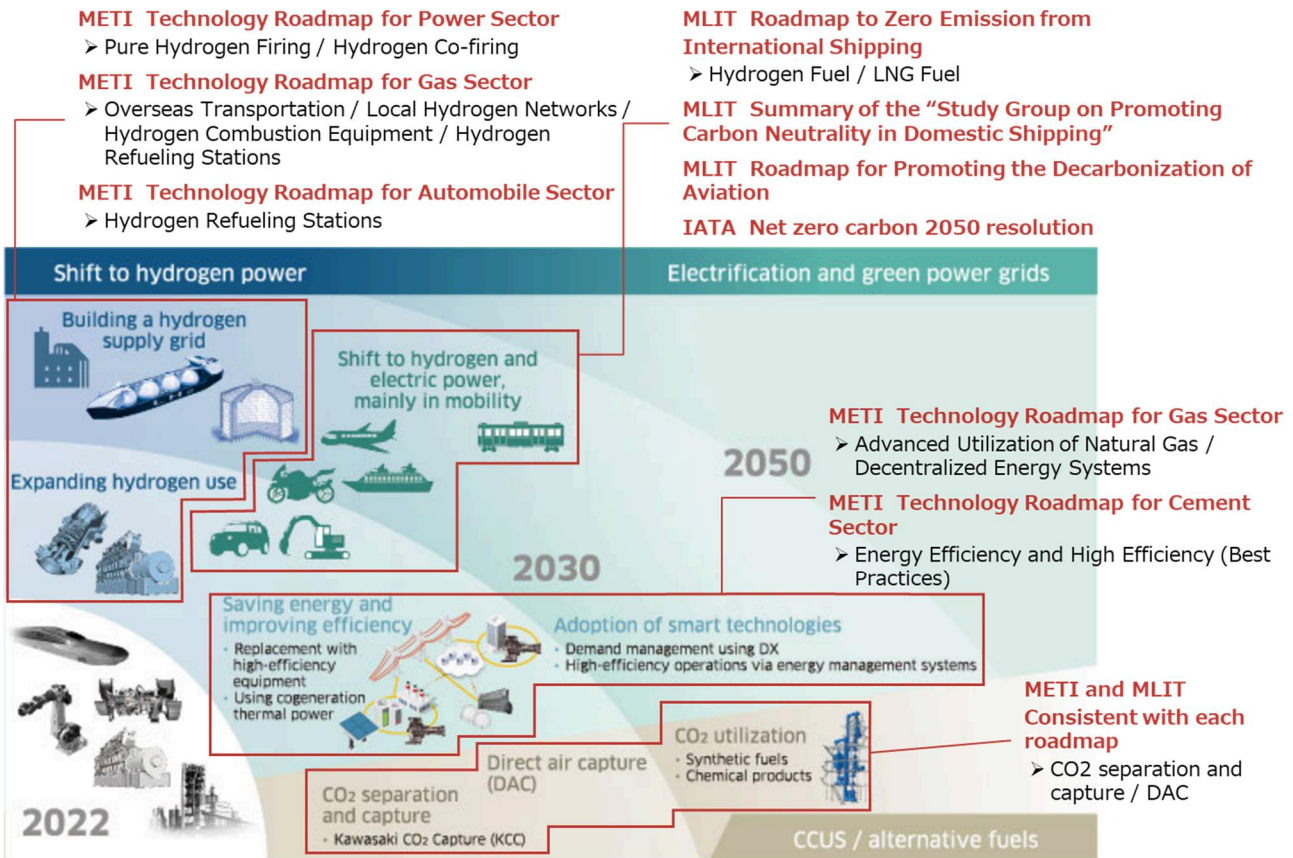 METI Technology Roadmap for Power Sector
➤ Pure Hydrogen Firing / Hydrogen Co-firing
METI Technology Roadmap for Gas Sector
➤ Overseas Transportation / Local Hydrogen Networks /
Hydrogen Combustion Equipment / Hydrogen
Refueling Stations
METI Technology Roadmap for Automobile Sector
➤ Hydrogen Refueling Stations
MLIT Roadmap to Zero Emission from
International Shipping
➤ Hydrogen Fuel / LNG Fuel
MLIT Summary of the “Study Group on Promoting
Carbon Neutrality in Domestic Shipping”
MLIT Roadmap for Promoting the Decarbonization of
Aviation
IATA Net zero carbon 2050 resolution
Shift to hydrogen power
Electrification and green power grids
Building a hydrogen
supply grid
Shift to hydrogen and
electric power,
mainly in mobility
Expanding hydrogen use
2050
METI Technology Roadmap for Gas Sector
➤ Advanced Utilization of Natural Gas /
Decentralized Energy Systems
METI Technology Roadmap for Cement
Sector
➤ Energy Efficiency and High Efficiency (Best
Practices)
2030
Saving energy and
improving efficiency
· Replacement with
high-efficiency
equipment
· Using cogeneration
thermal power
Adoption of smart technologies
· Demand management using DX
· High-efficiency operations via energy management systems
METI and MLIT
Consistent with each
roadmap
➤ CO2 separation and
capture / DAC
CO₂ utilization
· Synthetic fuels
· Chemical products
Direct air capture
(DAC)
CO₂ separation
and capture
· Kawasaki CO₂ Capture (KCC)
2022
CCUS / alternative fuels